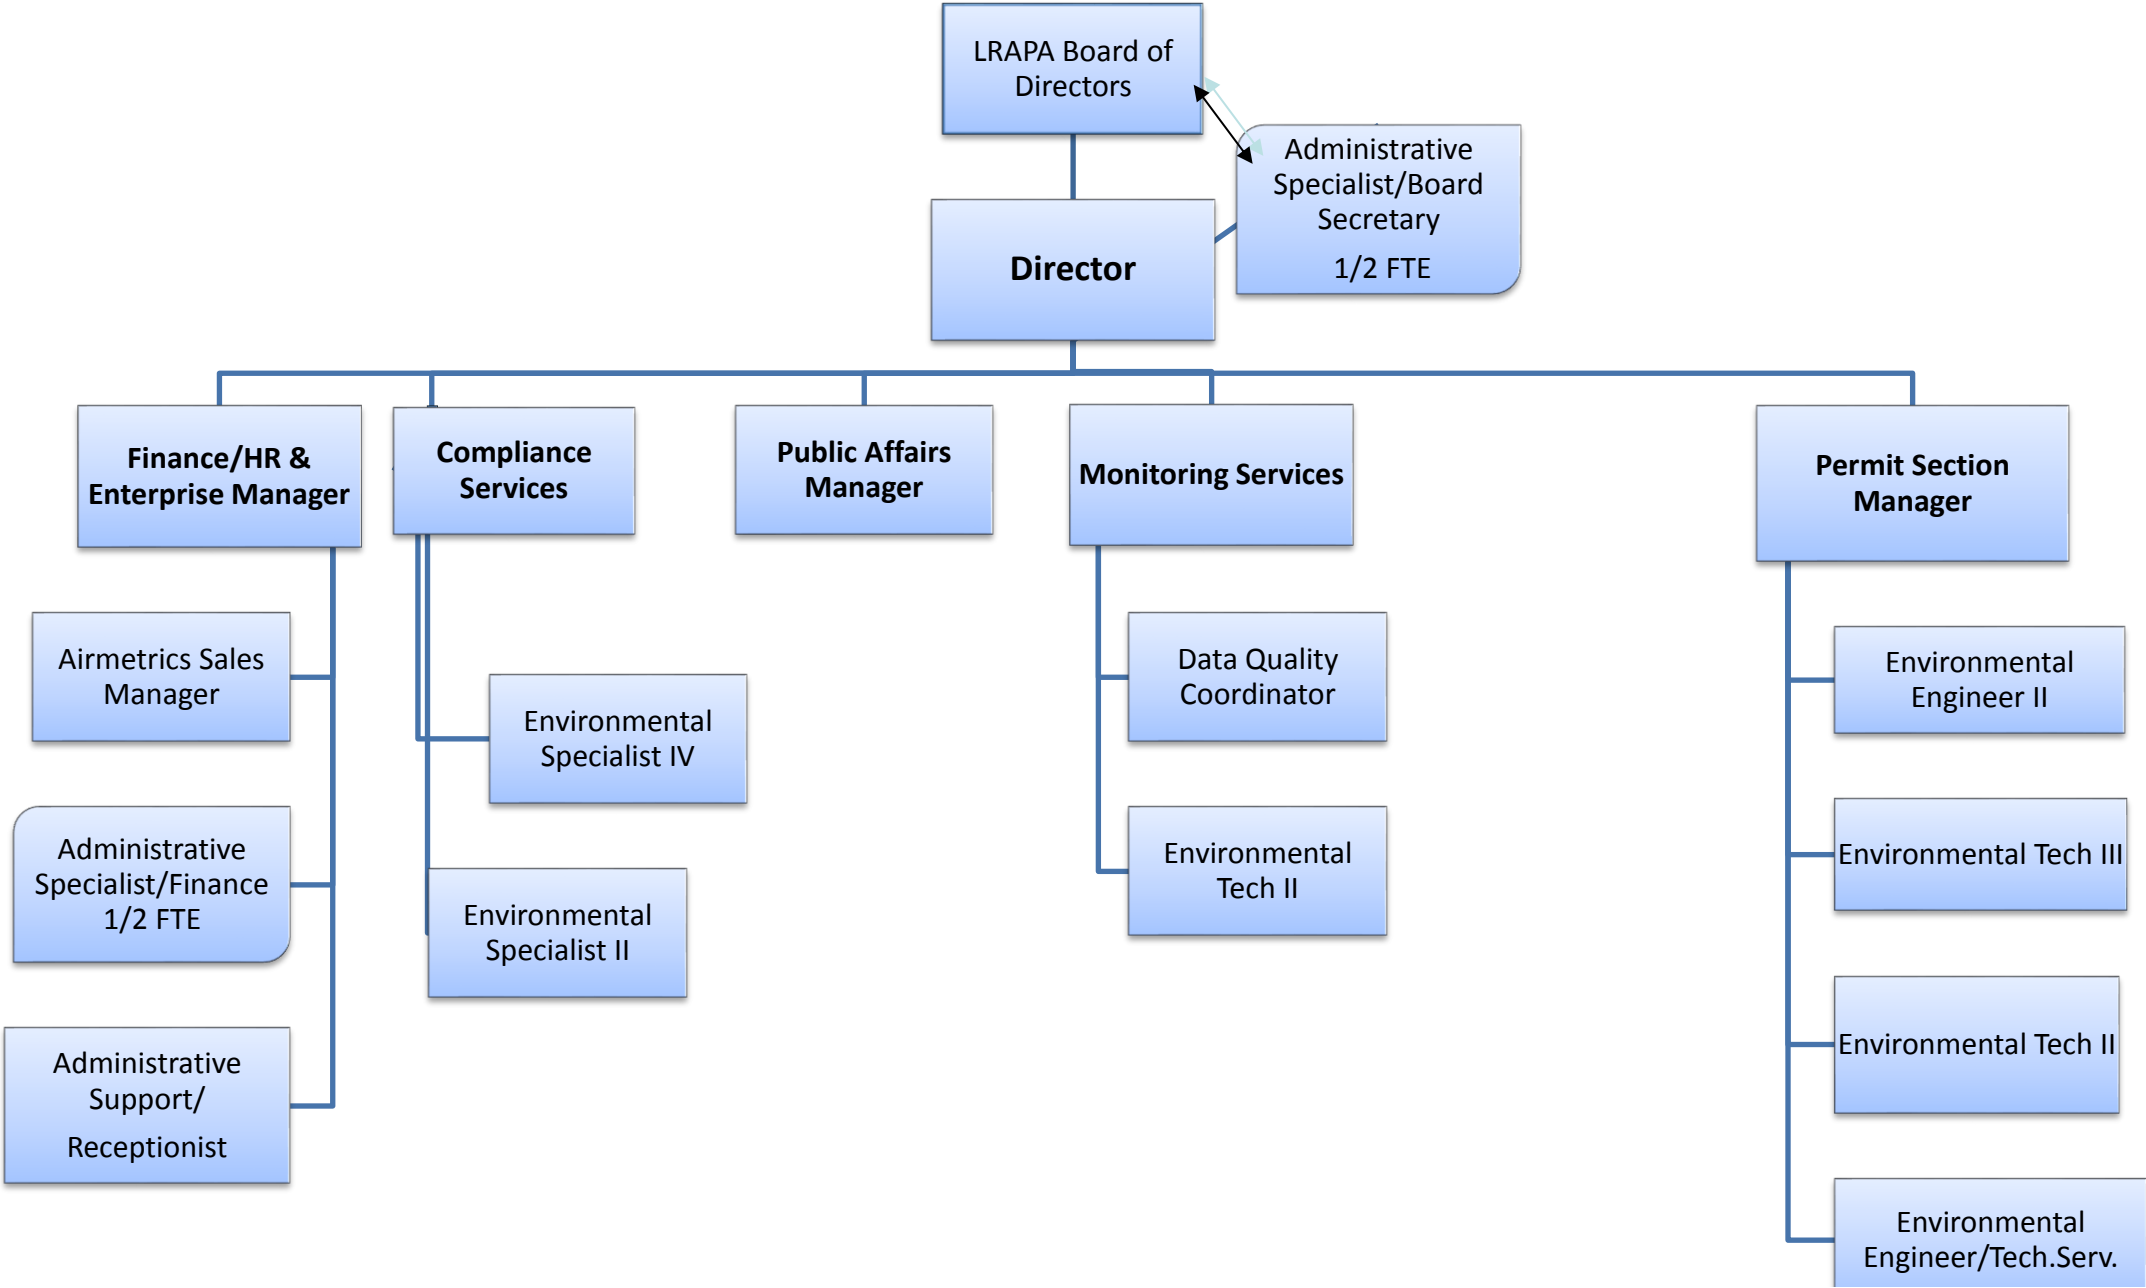 LRAPA Board of
Directors
Administrative
Specialist/Board
Secretary
1/2 FTE
Director
Finance/HR &
Enterprise Manager
Compliance
Services
Public Affairs
Manager
Monitoring Services
Permit Section
Manager
Airmetrics Sales
Manager
Administrative
Specialist/Finance
1/2 FTE
Administrative
Support/
Receptionist
Environmental
Specialist IV
Environmental
Specialist II
Data Quality
Coordinator
Environmental
Tech II
Environmental
Engineer II
Environmental Tech III
Environmental Tech II
Environmental
Engineer/Tech.Serv.